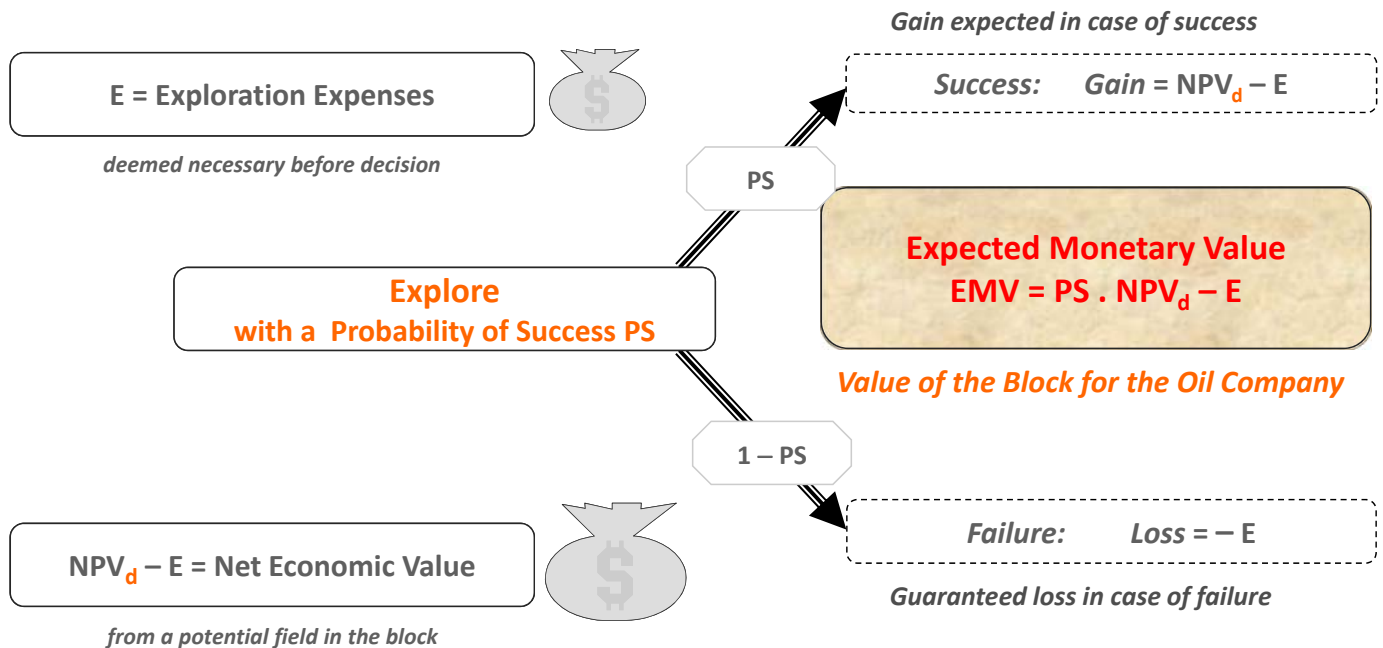 Gain expected in case of success
E = Exploration Expenses
$
Success: Gain = NPVd – E
deemed necessary before decision
PS
Expected Monetary Value
EMV = PS . NPVd – E
Explore
with a Probability of Success PS
Value of the Block for the Oil Company
1 – PS
Failure: Loss = – E
NPVd – E = Net Economic Value
$
Guaranteed loss in case of failure
from a potential field in the block